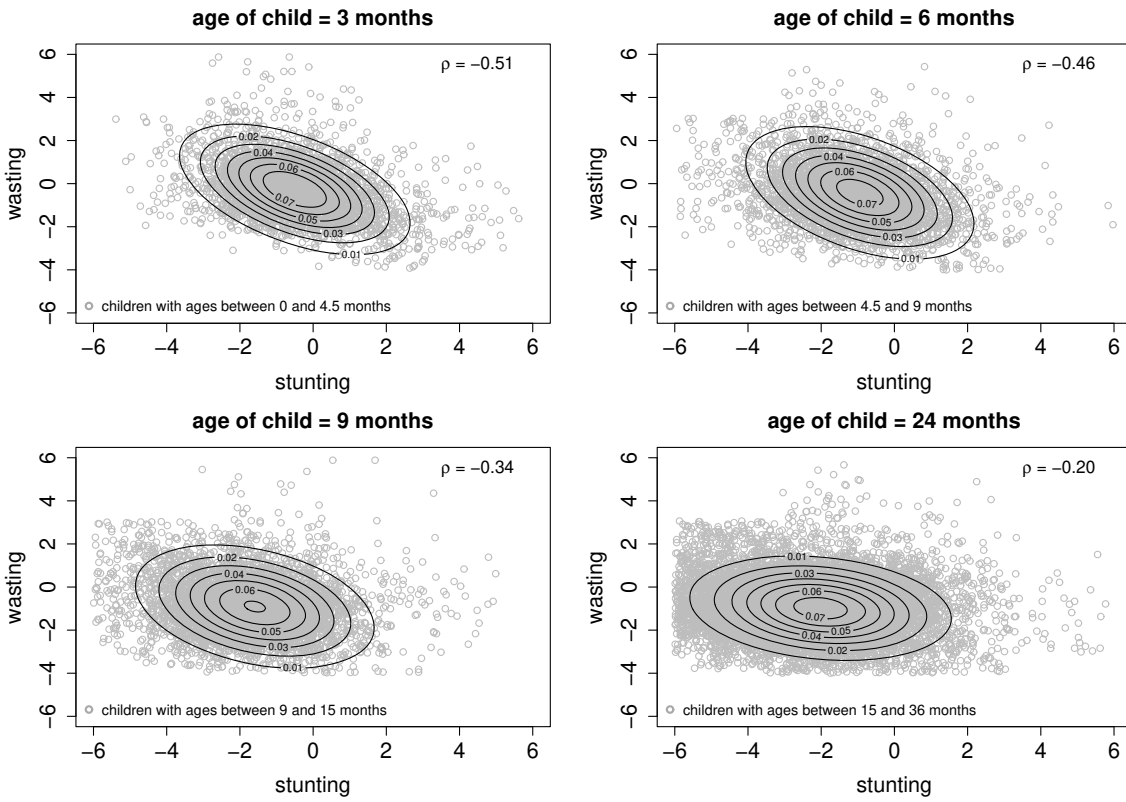 age of child = 3 months
ρ = −0.51
wasting
6
4
2
0
−2
−4
−6
0.02
0.04
0.06
0.07
0.05
0.03
0.01
children with ages between 0 and 4.5 months
−6 −4 −2 0 2 4 6
stunting
age of child = 6 months
ρ = −0.46
wasting
6
4
2
0
−2
−4
−6
0.02
0.04
0.06
0.07
0.05
0.03
0.01
children with ages between 4.5 and 9 months
−6 −4 −2 0 2 4 6
stunting
age of child = 9 months
ρ = −0.34
wasting
6
4
2
0
−2
−4
−6
0.02
0.04
0.06
0.05
0.03
0.01
children with ages between 9 and 15 months
−6 −4 −2 0 2 4 6
stunting
age of child = 24 months
ρ = −0.20
wasting
6
4
2
0
−2
−4
−6
0.01
0.03
0.06
0.07
0.05
0.04
0.02
children with ages between 15 and 36 months
−6 −4 −2 0 2 4 6
stunting